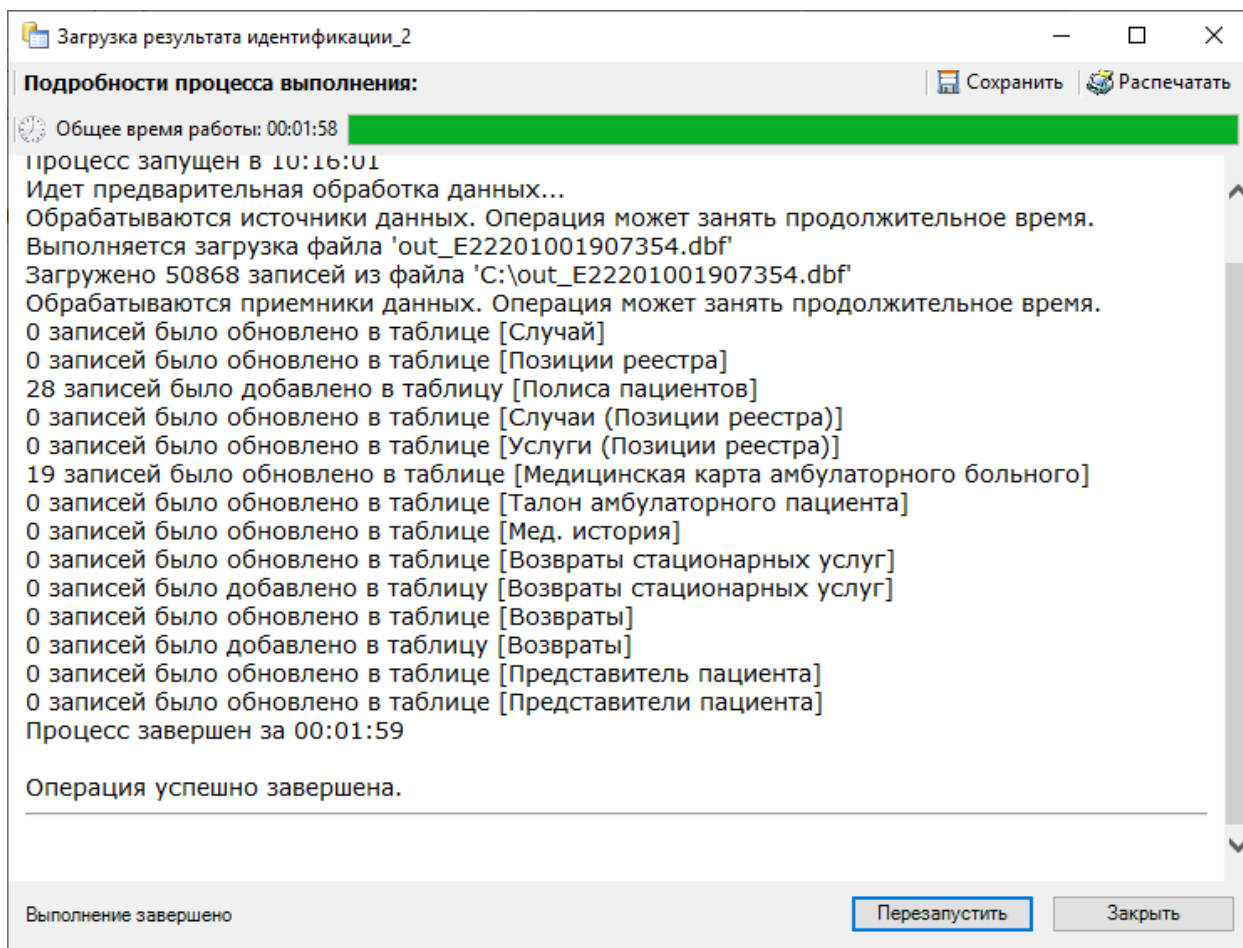 Загрузка результата идентификации_2
Подробности процесса выполнения:
Сохранить
Распечатать
Общее время работы: 00:01:58
Процесс запущен в 10:16:01
Идет предварительная обработка данных...
Обрабатываются источники данных. Операция может занять продолжительное время.
Выполняется загрузка файла 'out_E22201001907354.dbf'
Загружено 50868 записей из файла 'C:\out_E22201001907354.dbf'
Обрабатываются приемники данных. Операция может занять продолжительное время.
0 записей было обновлено в таблице [Случай]
0 записей было обновлено в таблице [Позиции реестра]
28 записей было добавлено в таблицу [Полиса пациентов]
0 записей было обновлено в таблице [Случаи (Позиции реестра)]
0 записей было обновлено в таблице [Услуги (Позиции реестра)]
19 записей было обновлено в таблице [Медицинская карта амбулаторного больного]
0 записей было обновлено в таблице [Талон амбулаторного пациента]
0 записей было обновлено в таблице [Мед. история]
0 записей было обновлено в таблице [Возвраты стационарных услуг]
0 записей было добавлено в таблицу [Возвраты стационарных услуг]
0 записей было обновлено в таблице [Возвраты]
0 записей было добавлено в таблицу [Возвраты]
0 записей было обновлено в таблице [Представитель пациента]
0 записей было обновлено в таблице [Представители пациента]
Процесс завершен за 00:01:59
Операция успешно завершена.
Выполнение завершено
Перезапустить
Закрыть